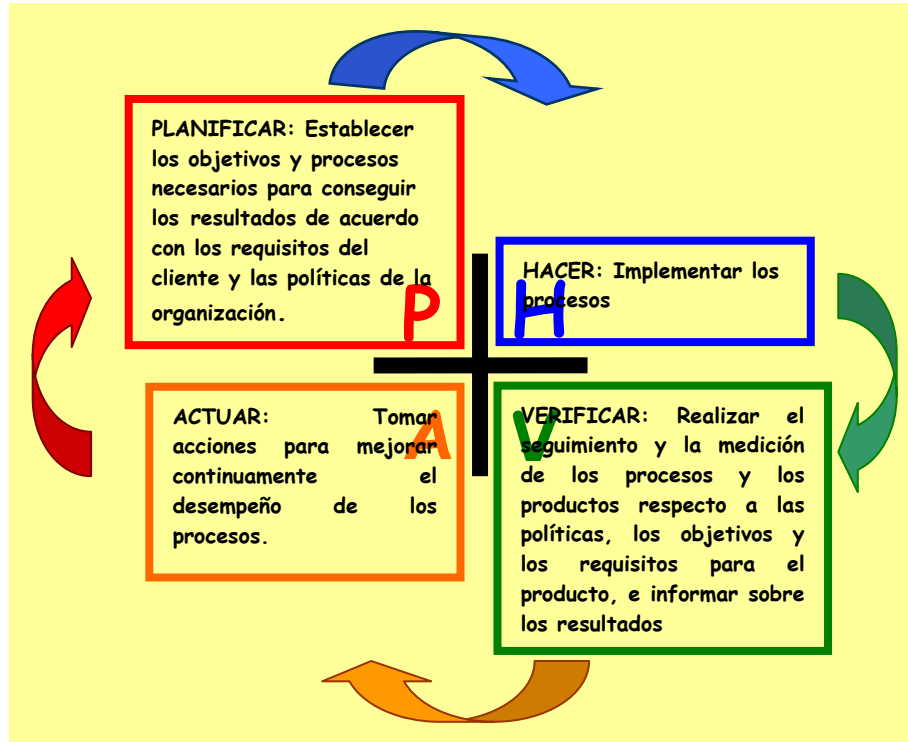 PLANIFICAR: Establecer
los objetivos y procesos
necesarios para conseguir
los resultados de acuerdo
con los requisitos del
cliente y las políticas de la
organización.
P
HACER: Implementar los
procesos
H
ACTUAR: Tomar
acciones para mejorar
continuamente el
desempeño de los
procesos.
A
VERIFICAR: Realizar el
seguimiento y la medición
de los procesos y los
productos respecto a las
políticas, los objetivos y
los requisitos para el
producto, e informar sobre
los resultados
V